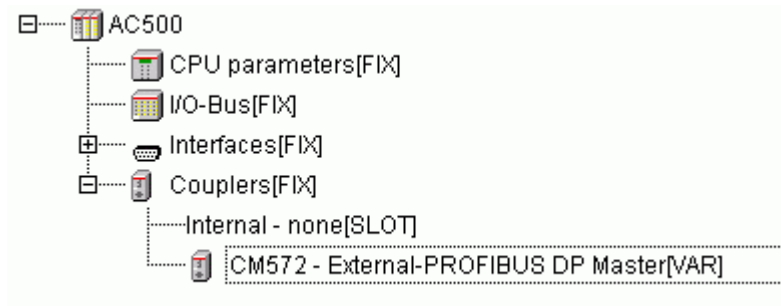 AC500
CPU parameters[FIX]
I/O-Bus[FIX]
Interfaces[FIX]
Couplers[FIX]
Internal - none[SLOT]
CM572 - External-PROFIBUS DP Master[VAR]